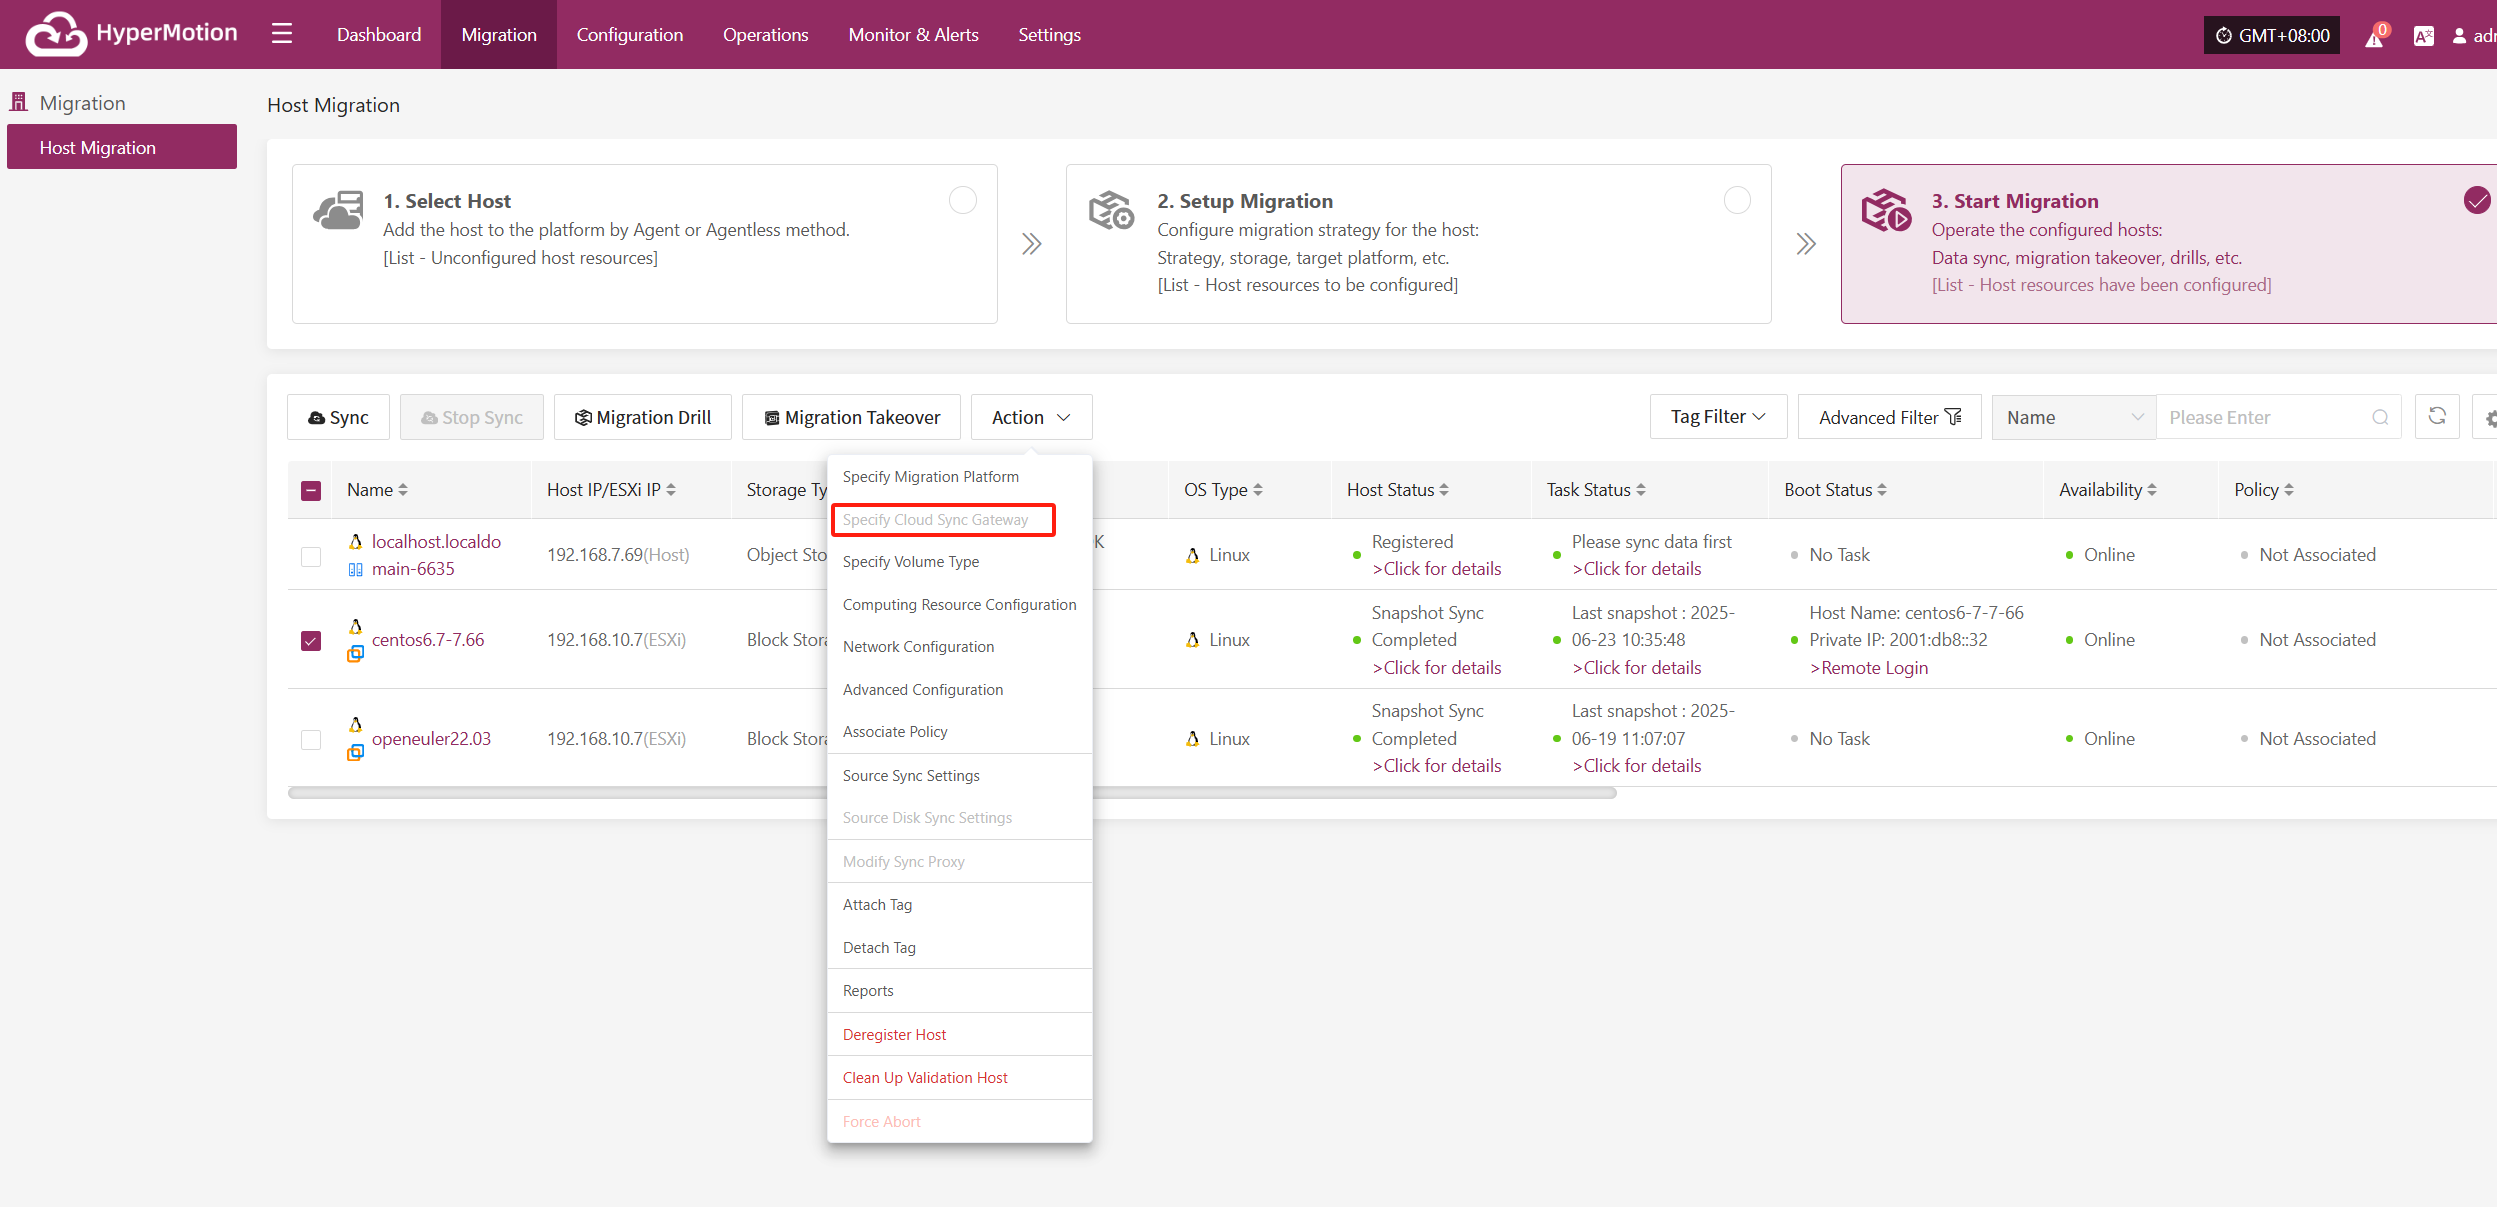 HyperMotion
Dashboard
Migration
Configuration
Operations
Monitor & Alerts
Settings
GMT+08:00
0
Migration
Host Migration
Host Migration
1. Select Host
Add the host to the platform by Agent or Agentless method.
[List - Unconfigured host resources]
2. Setup Migration
Configure migration strategy for the host:
Strategy, storage, target platform, etc.
[List - Host resources to be configured]
3. Start Migration
Operate the configured hosts:
Data sync, migration takeover, drills, etc.
[List - Host resources have been configured]
Sync
Stop Sync
Migration Drill
Migration Takeover
Action
Tag Filter
Advanced Filter
Name
Please Enter
Name
Host IP/ESXi IP
Storage Ty
OS Type
Host Status
Task Status
Boot Status
Availability
Policy
localhost.localdo
main-6635
192.168.7.69(Host)
Object Sto
K
Linux
Registered
>Click for details
Please sync data first
>Click for details
No Task
Online
Not Associated
centos6.7-7.66
192.168.10.7(ESXi)
Block Stora
Linux
Snapshot Sync
Completed
>Click for details
Last snapshot : 2025-
06-23 10:35:48
>Click for details
Host Name: centos6-7-7-66
Private IP: 2001:db8::32
>Remote Login
Online
Not Associated
openeuler22.03
192.168.10.7(ESXi)
Block Stora
Linux
Snapshot Sync
Completed
>Click for details
Last snapshot : 2025-
06-19 11:07:07
>Click for details
No Task
Online
Not Associated
Specify Migration Platform
Specify Cloud Sync Gateway
Specify Volume Type
Computing Resource Configuration
Network Configuration
Advanced Configuration
Associate Policy
Source Sync Settings
Source Disk Sync Settings
Modify Sync Proxy
Attach Tag
Detach Tag
Reports
Deregister Host
Clean Up Validation Host
Force Abort